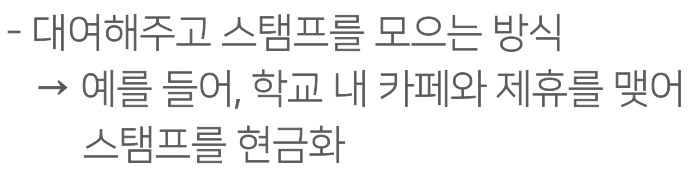 - 대여해주고 스탬프를 모으는 방식
→ 예를 들어, 학교 내 카페와 제휴를 맺어
스탬프를 현금화